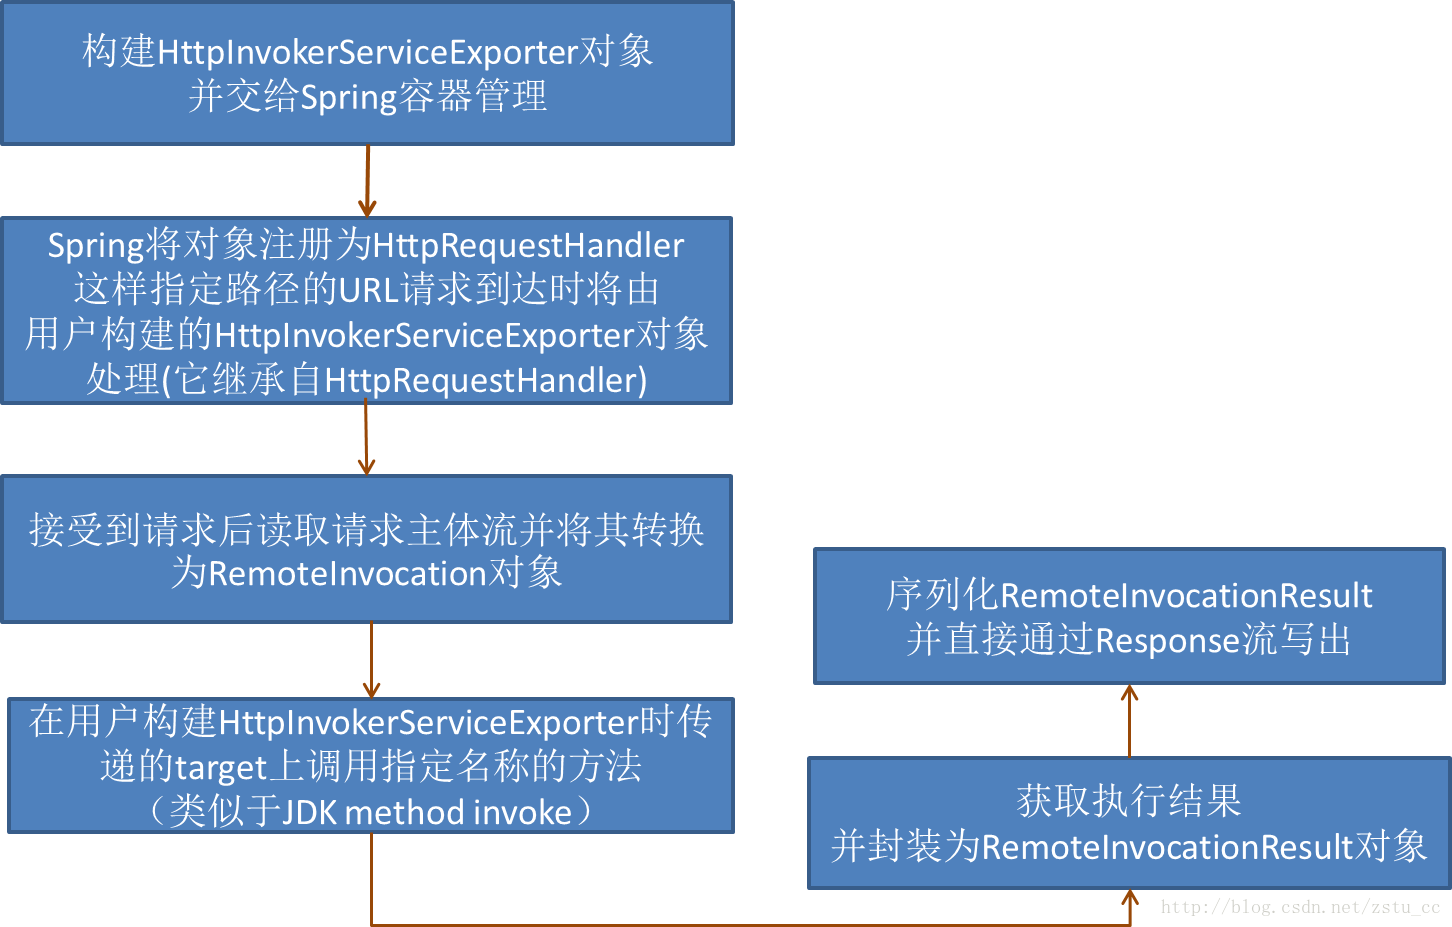 构建HttpInvokerServiceExporter对象
并交给Spring容器管理
Spring将对象注册为HttpRequestHandler
这样指定路径的URL请求到达时将由
用户构建的HttpInvokerServiceExporter对象
处理(它继承自HttpRequestHandler)
接受到请求后读取请求主体流并将其转换
为RemoteInvocation对象
在用户构建HttpInvokerServiceExporter时传
递的target上调用指定名称的方法
（类似于JDK method invoke）
获取执行结果
并封装为RemoteInvocationResult对象
序列化RemoteInvocationResult
并直接通过Response流写出
http://blog.csdn.net/zstu_cc